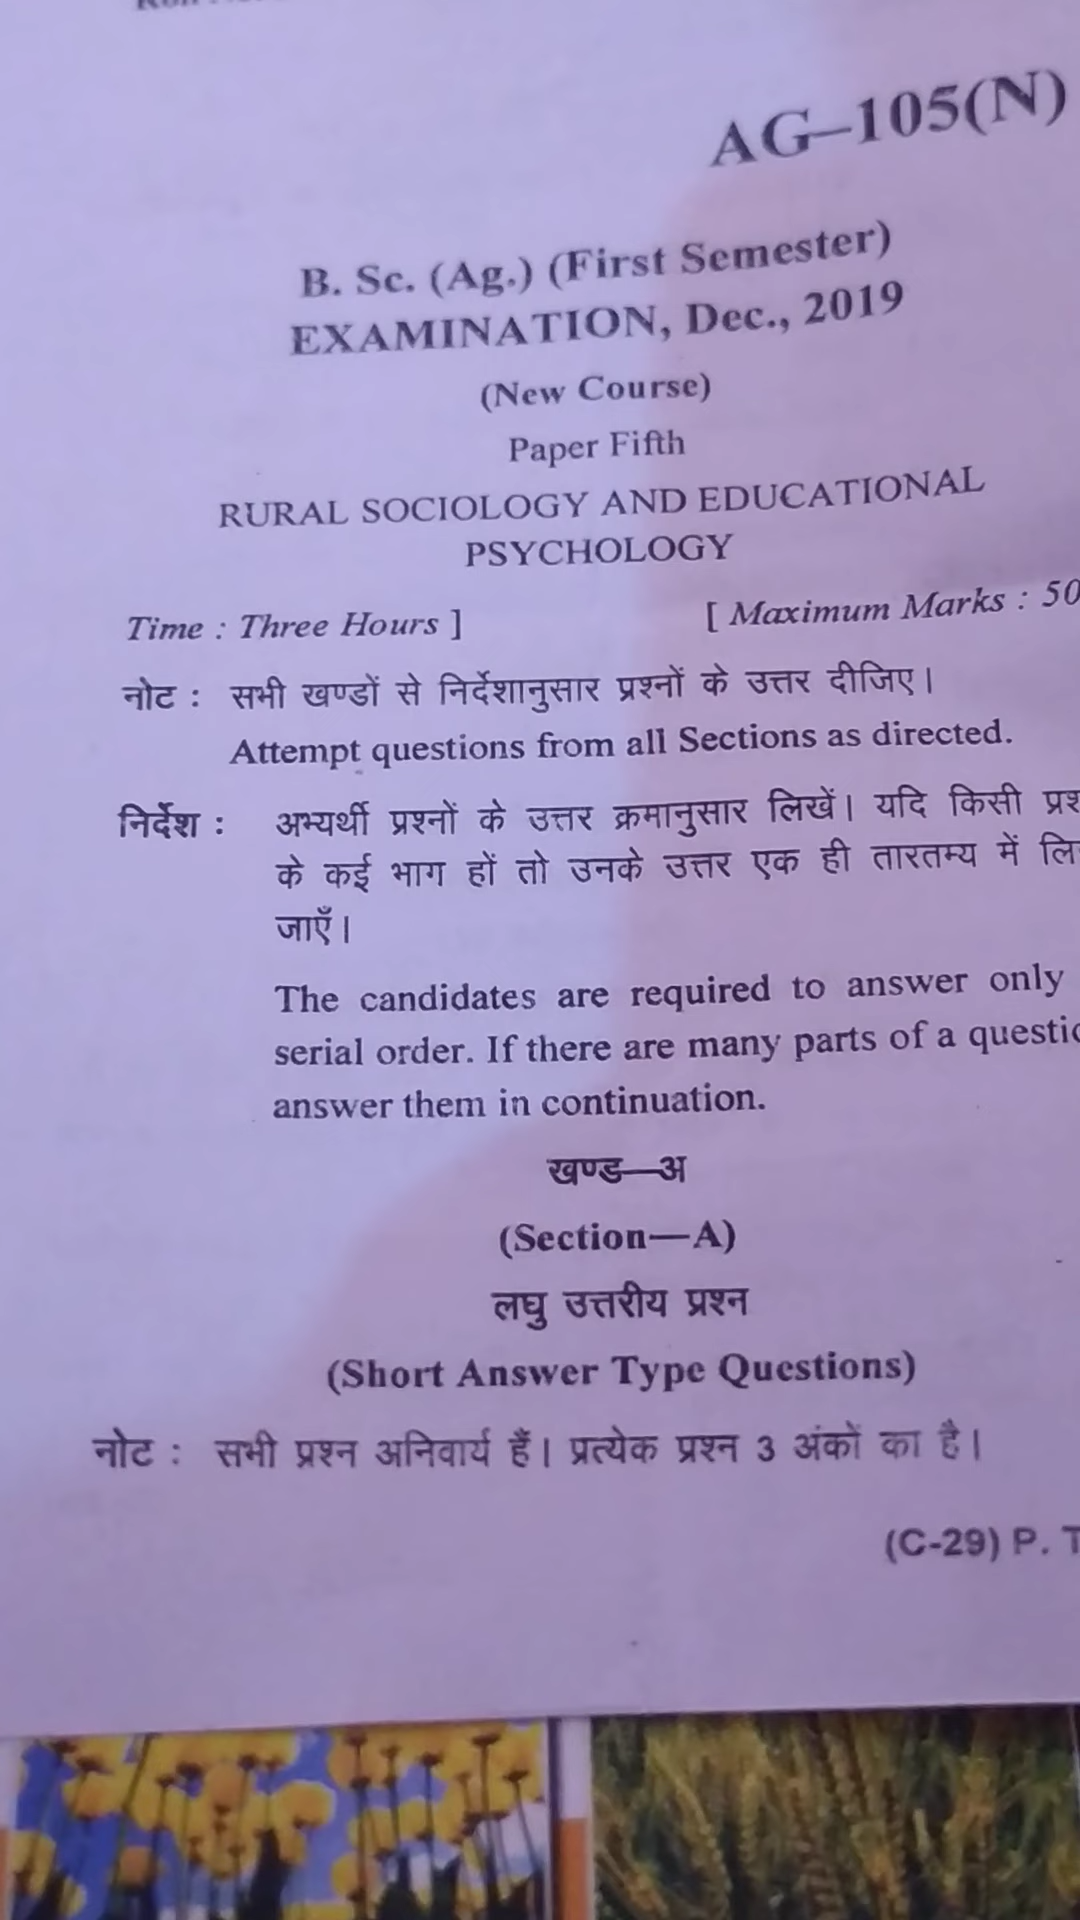 AG–105(N)
B. Sc. (Ag.) (First Semester)
EXAMINATION, Dec., 2019
(New Course)
Paper Fifth
RURAL SOCIOLOGY AND EDUCATIONAL
PSYCHOLOGY
Time : Three Hours ] [ Maximum Marks : 50
नोट : सभी खण्डों से निर्देशानुसार प्रश्नों के उत्तर दीजिए।
Attempt questions from all Sections as directed.
निर्देश : अभ्यर्थी प्रश्नों के उत्तर क्रमानुसार लिखें। यदि किसी
के कई भाग हों तो उनके उत्तर एक ही तारतम्य में
जाएँ।
The candidates are required to answer only
serial order. If there are many parts of a
answer them in continuation.
खण्ड—अ
(Section—A)
लघु उत्तरीय प्रश्न
(Short Answer Type Questions)
नोट : सभी प्रश्न अनिवार्य हैं। प्रत्येक प्रश्न 3 अंकों का है।
(C-29) P.